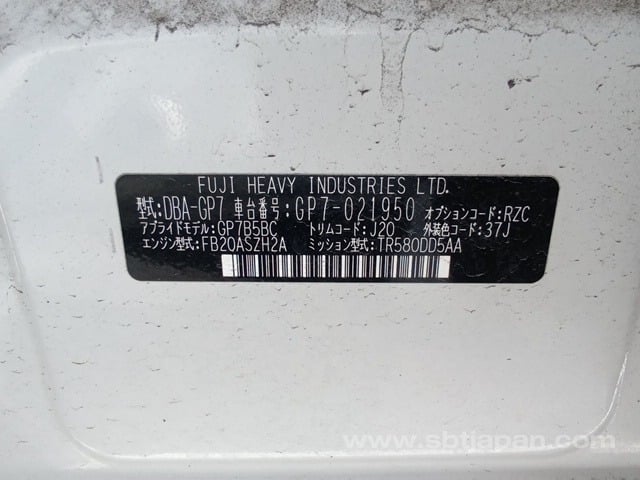 FUJI HEAVY INDUSTRIES LTD.
型式:DBA-GP7 車台番号:GP7-021950 オプションコード:RZC
アプライドモデル:GP7B5BC トリムコード:J20 外装色コード:37J
エンジン型式:FB20ASZH2A ミッション型式:TR580DD5AA
www.sbtjapan.com